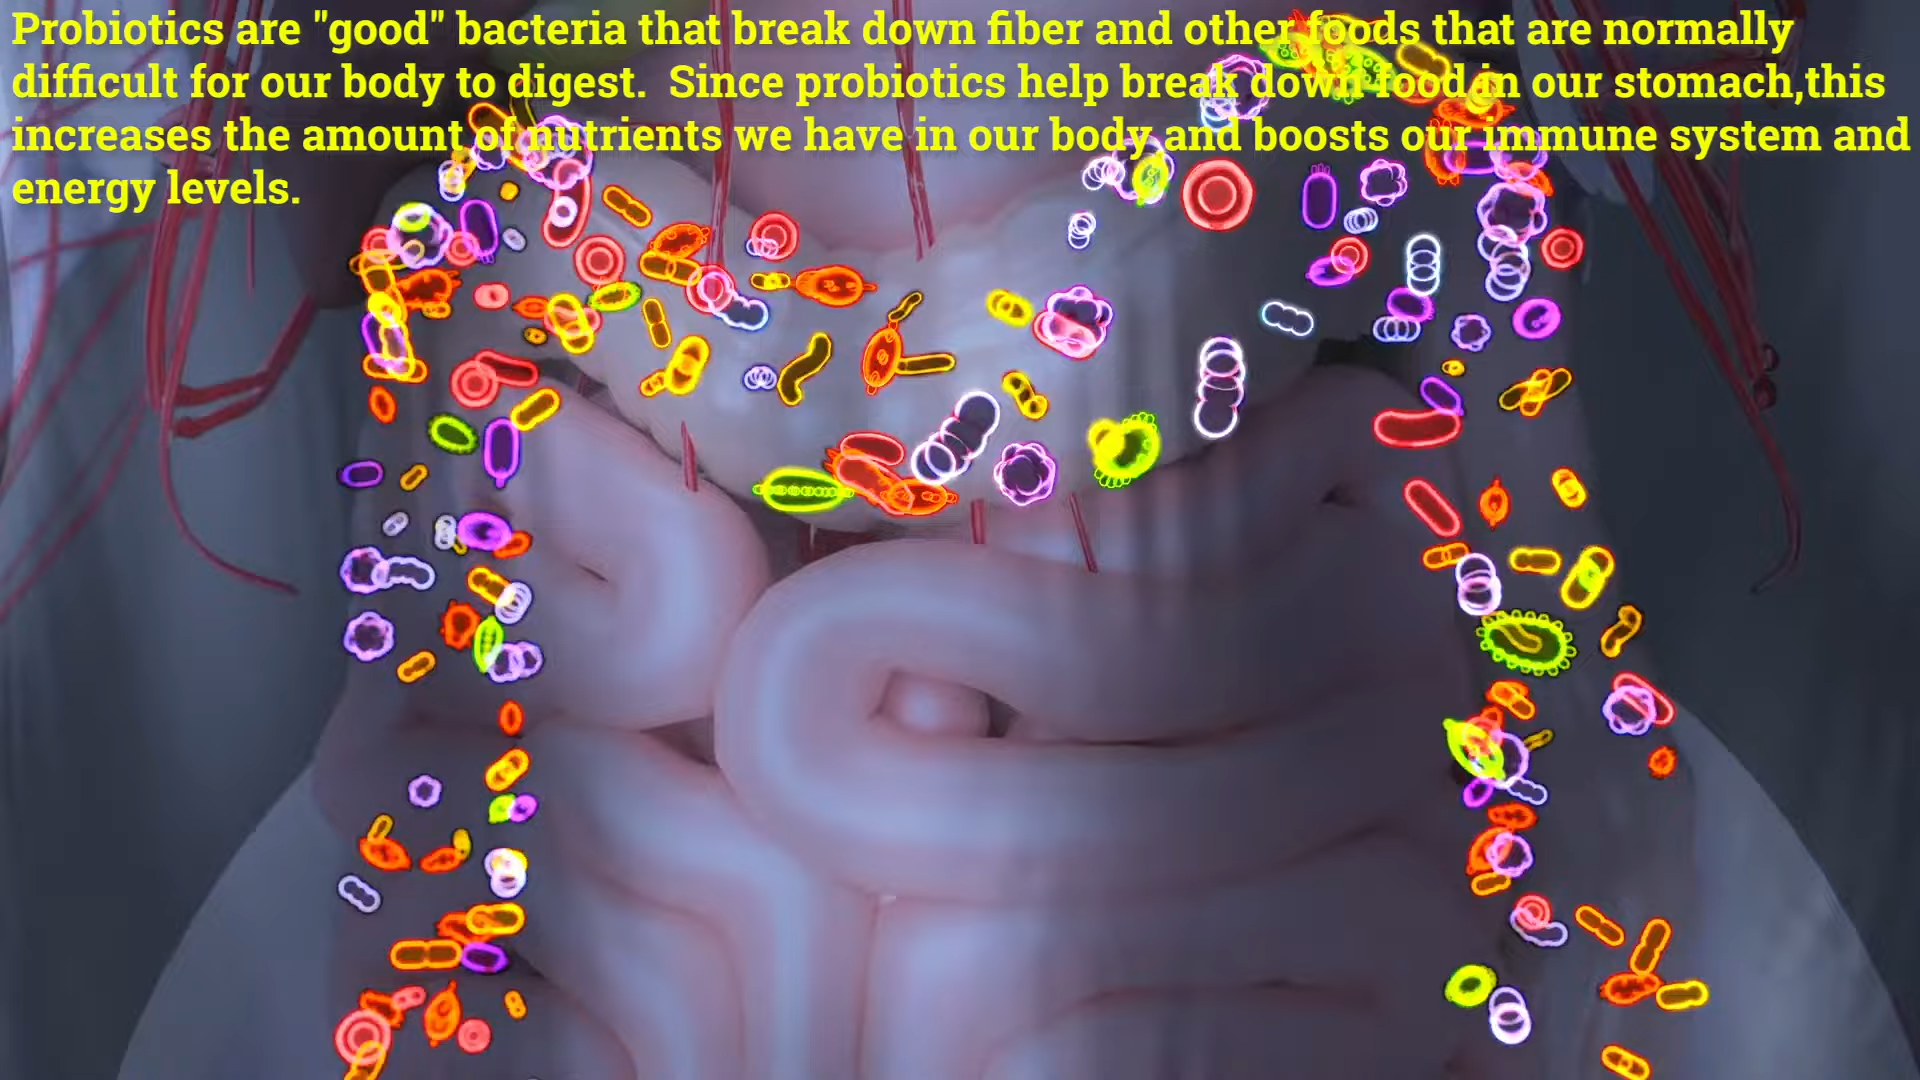 Probiotics are "good" bacteria that break down fiber and other foods that are normally
difficult for our body to digest.  Since probiotics help break down food in our stomach,this
increases the amount of nutrients we have in our body and boosts our immune system and
energy levels.